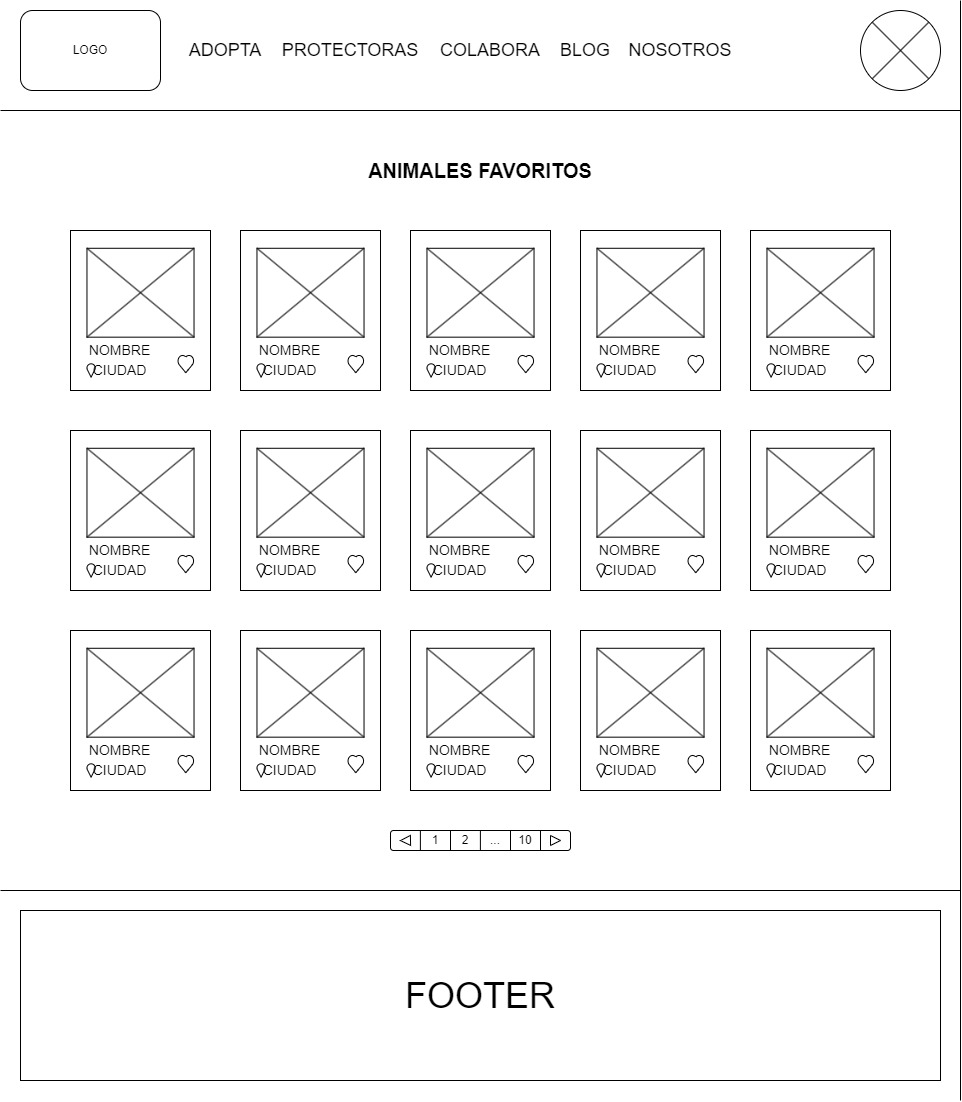 LOGO
ADOPTA PROTECTORAS COLABORA BLOG NOSOTROS
ANIMALES FAVORITOS
NOMBRE NOMBRE NOMBRE NOMBRE NOMBRE
CIUDAD CIUDAD CIUDAD CIUDAD CIUDAD
NOMBRE NOMBRE NOMBRE NOMBRE NOMBRE
CIUDAD CIUDAD CIUDAD CIUDAD CIUDAD
NOMBRE NOMBRE NOMBRE NOMBRE NOMBRE
CIUDAD CIUDAD CIUDAD CIUDAD CIUDAD
1 2 ... 10
FOOTER